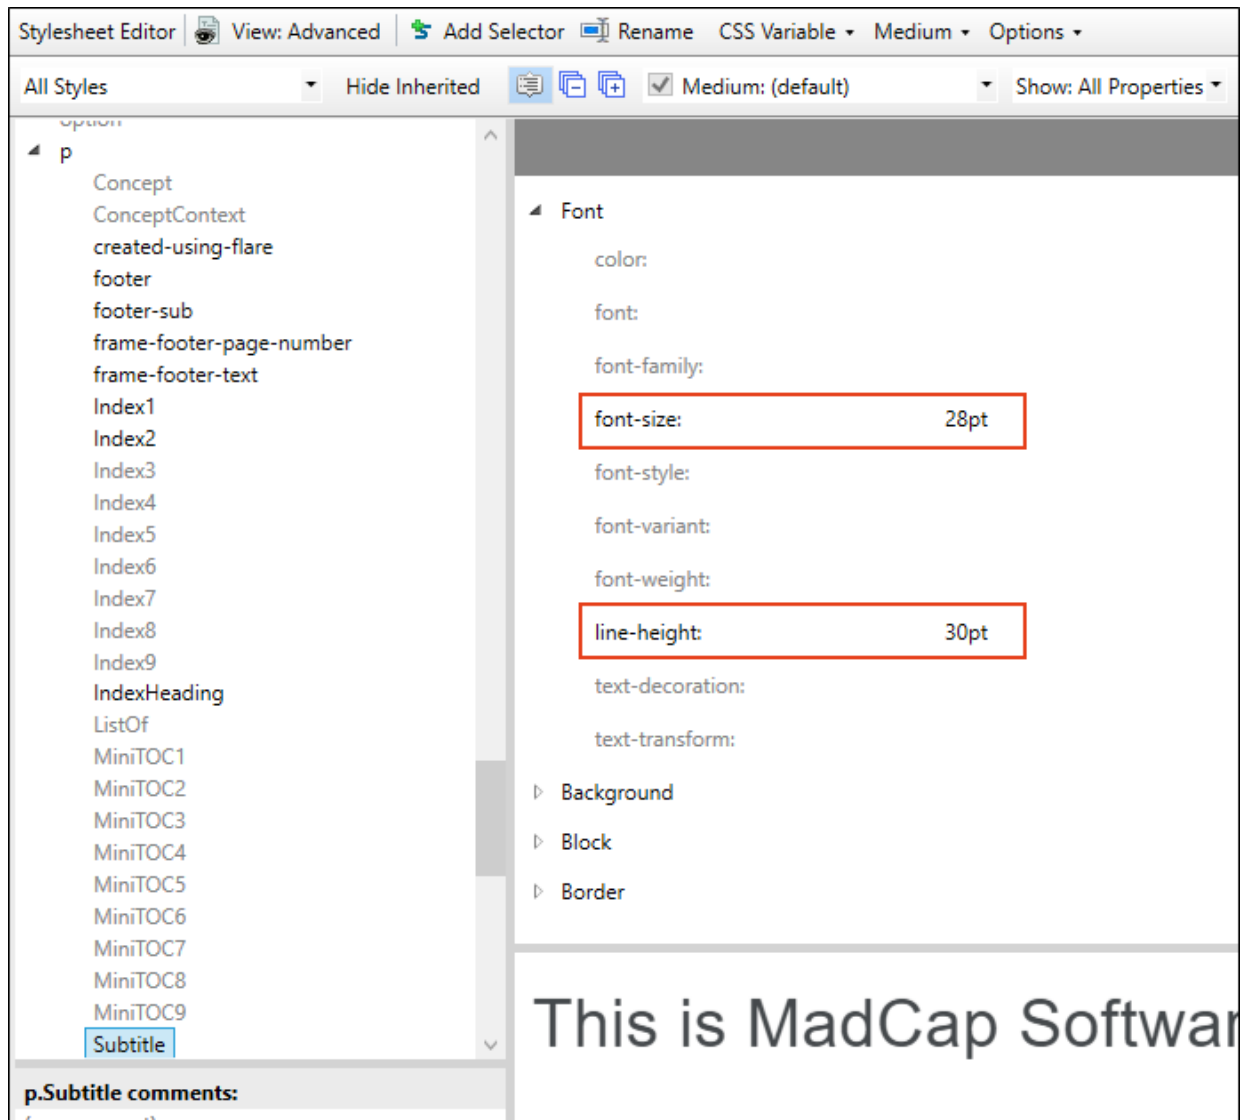 Stylesheet Editor View: Advanced Add Selector Rename CSS Variable Medium Options
All Styles Hide Inherited Medium: (default) Show: All Properties
option
p
Concept
ConceptContext
created-using-flare
footer
footer-sub
frame-footer-page-number
frame-footer-text
Index1
Index2
Index3
Index4
Index5
Index6
Index7
Index8
Index9
IndexHeading
ListOf
MiniTOC1
MiniTOC2
MiniTOC3
MiniTOC4
MiniTOC5
MiniTOC6
MiniTOC7
MiniTOC8
MiniTOC9
Subtitle
p.Subtitle comments:
Font
color:
font:
font-family:
font-size: 28pt
font-style:
font-variant:
font-weight:
line-height: 30pt
text-decoration:
text-transform:
Background
Block
Border
This is MadCap Softwar